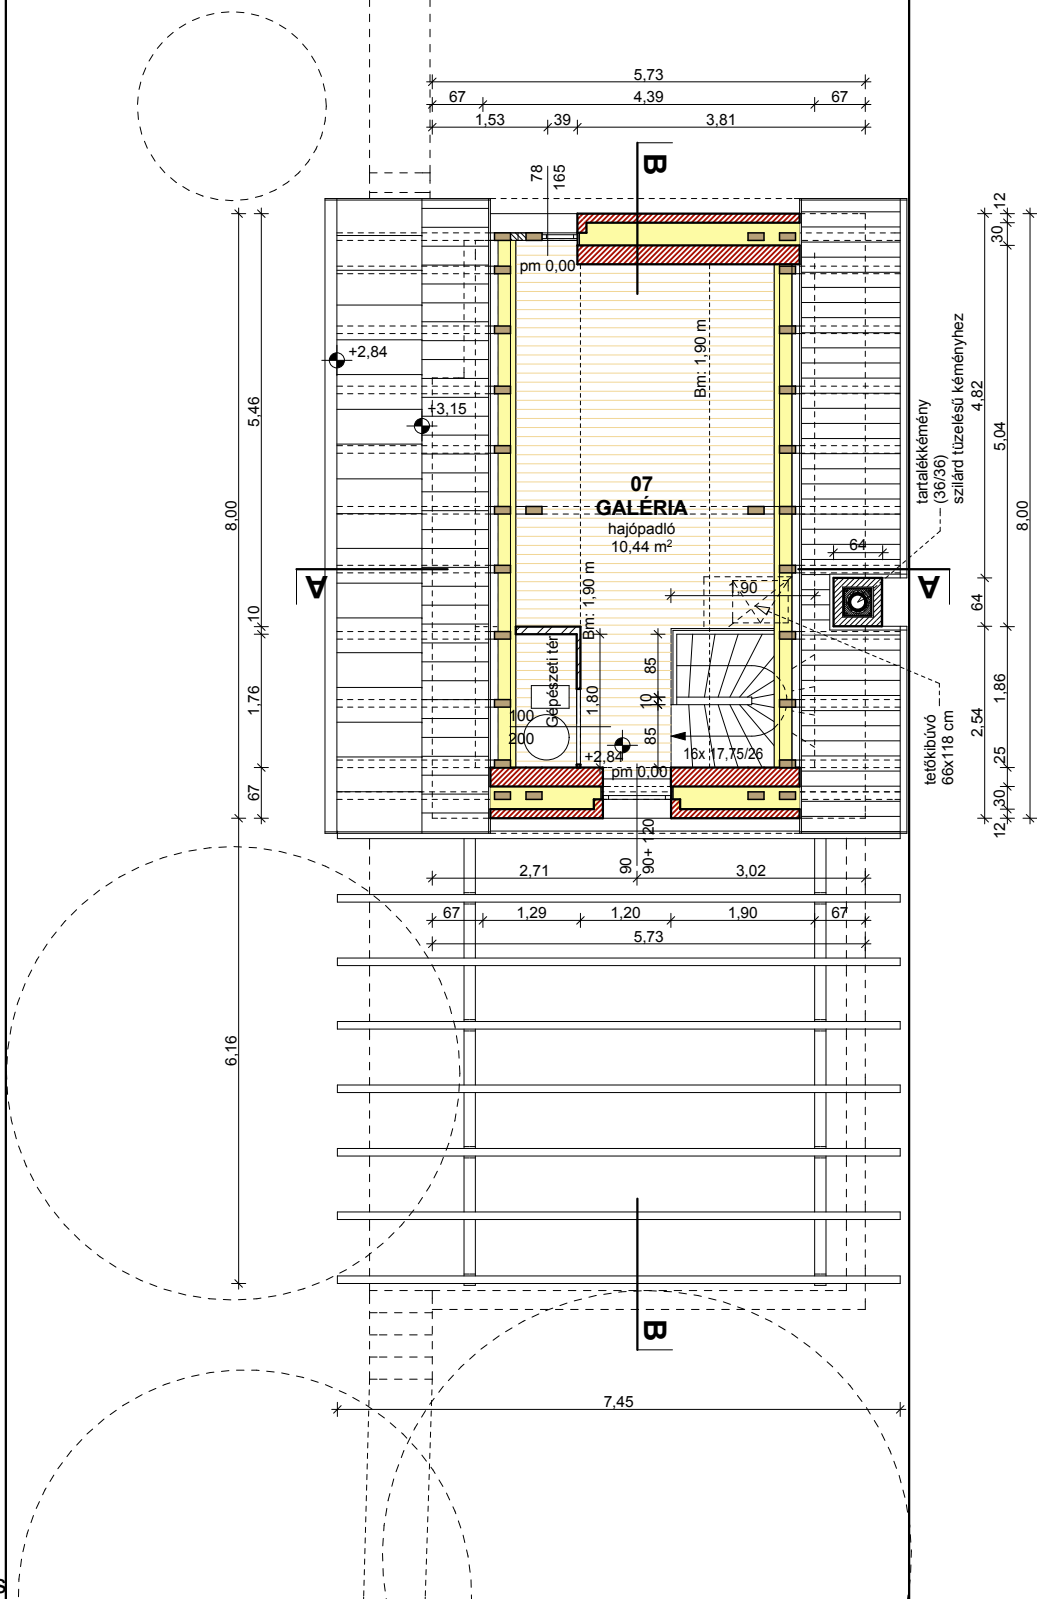 5,73
67 4,39 67
1,53 39 3,81
78
165
B
12
30
pm 0,00
+2,84
+3,15
Bm: 1,90 m
5,46
8,00
4,82
5,04
8,00
tartalékkémény
(36/36)
szilárd tüzelésű kéményhez
07
GALÉRIA
hajópadló
10,44 m²
64
A
A
90
10
64
Bm: 1,90 m
Gépészeti tér
1,80
85
10
85
1,76
1,86
2,54
100
200
16x 17,75/26
+2,84
pm 0,00
tetőkibúvó
66x118 cm
67
25
30
12
90
90+ 120
2,71 3,02
67 1,29 1,20 1,90 67
5,73
6,16
B
7,45